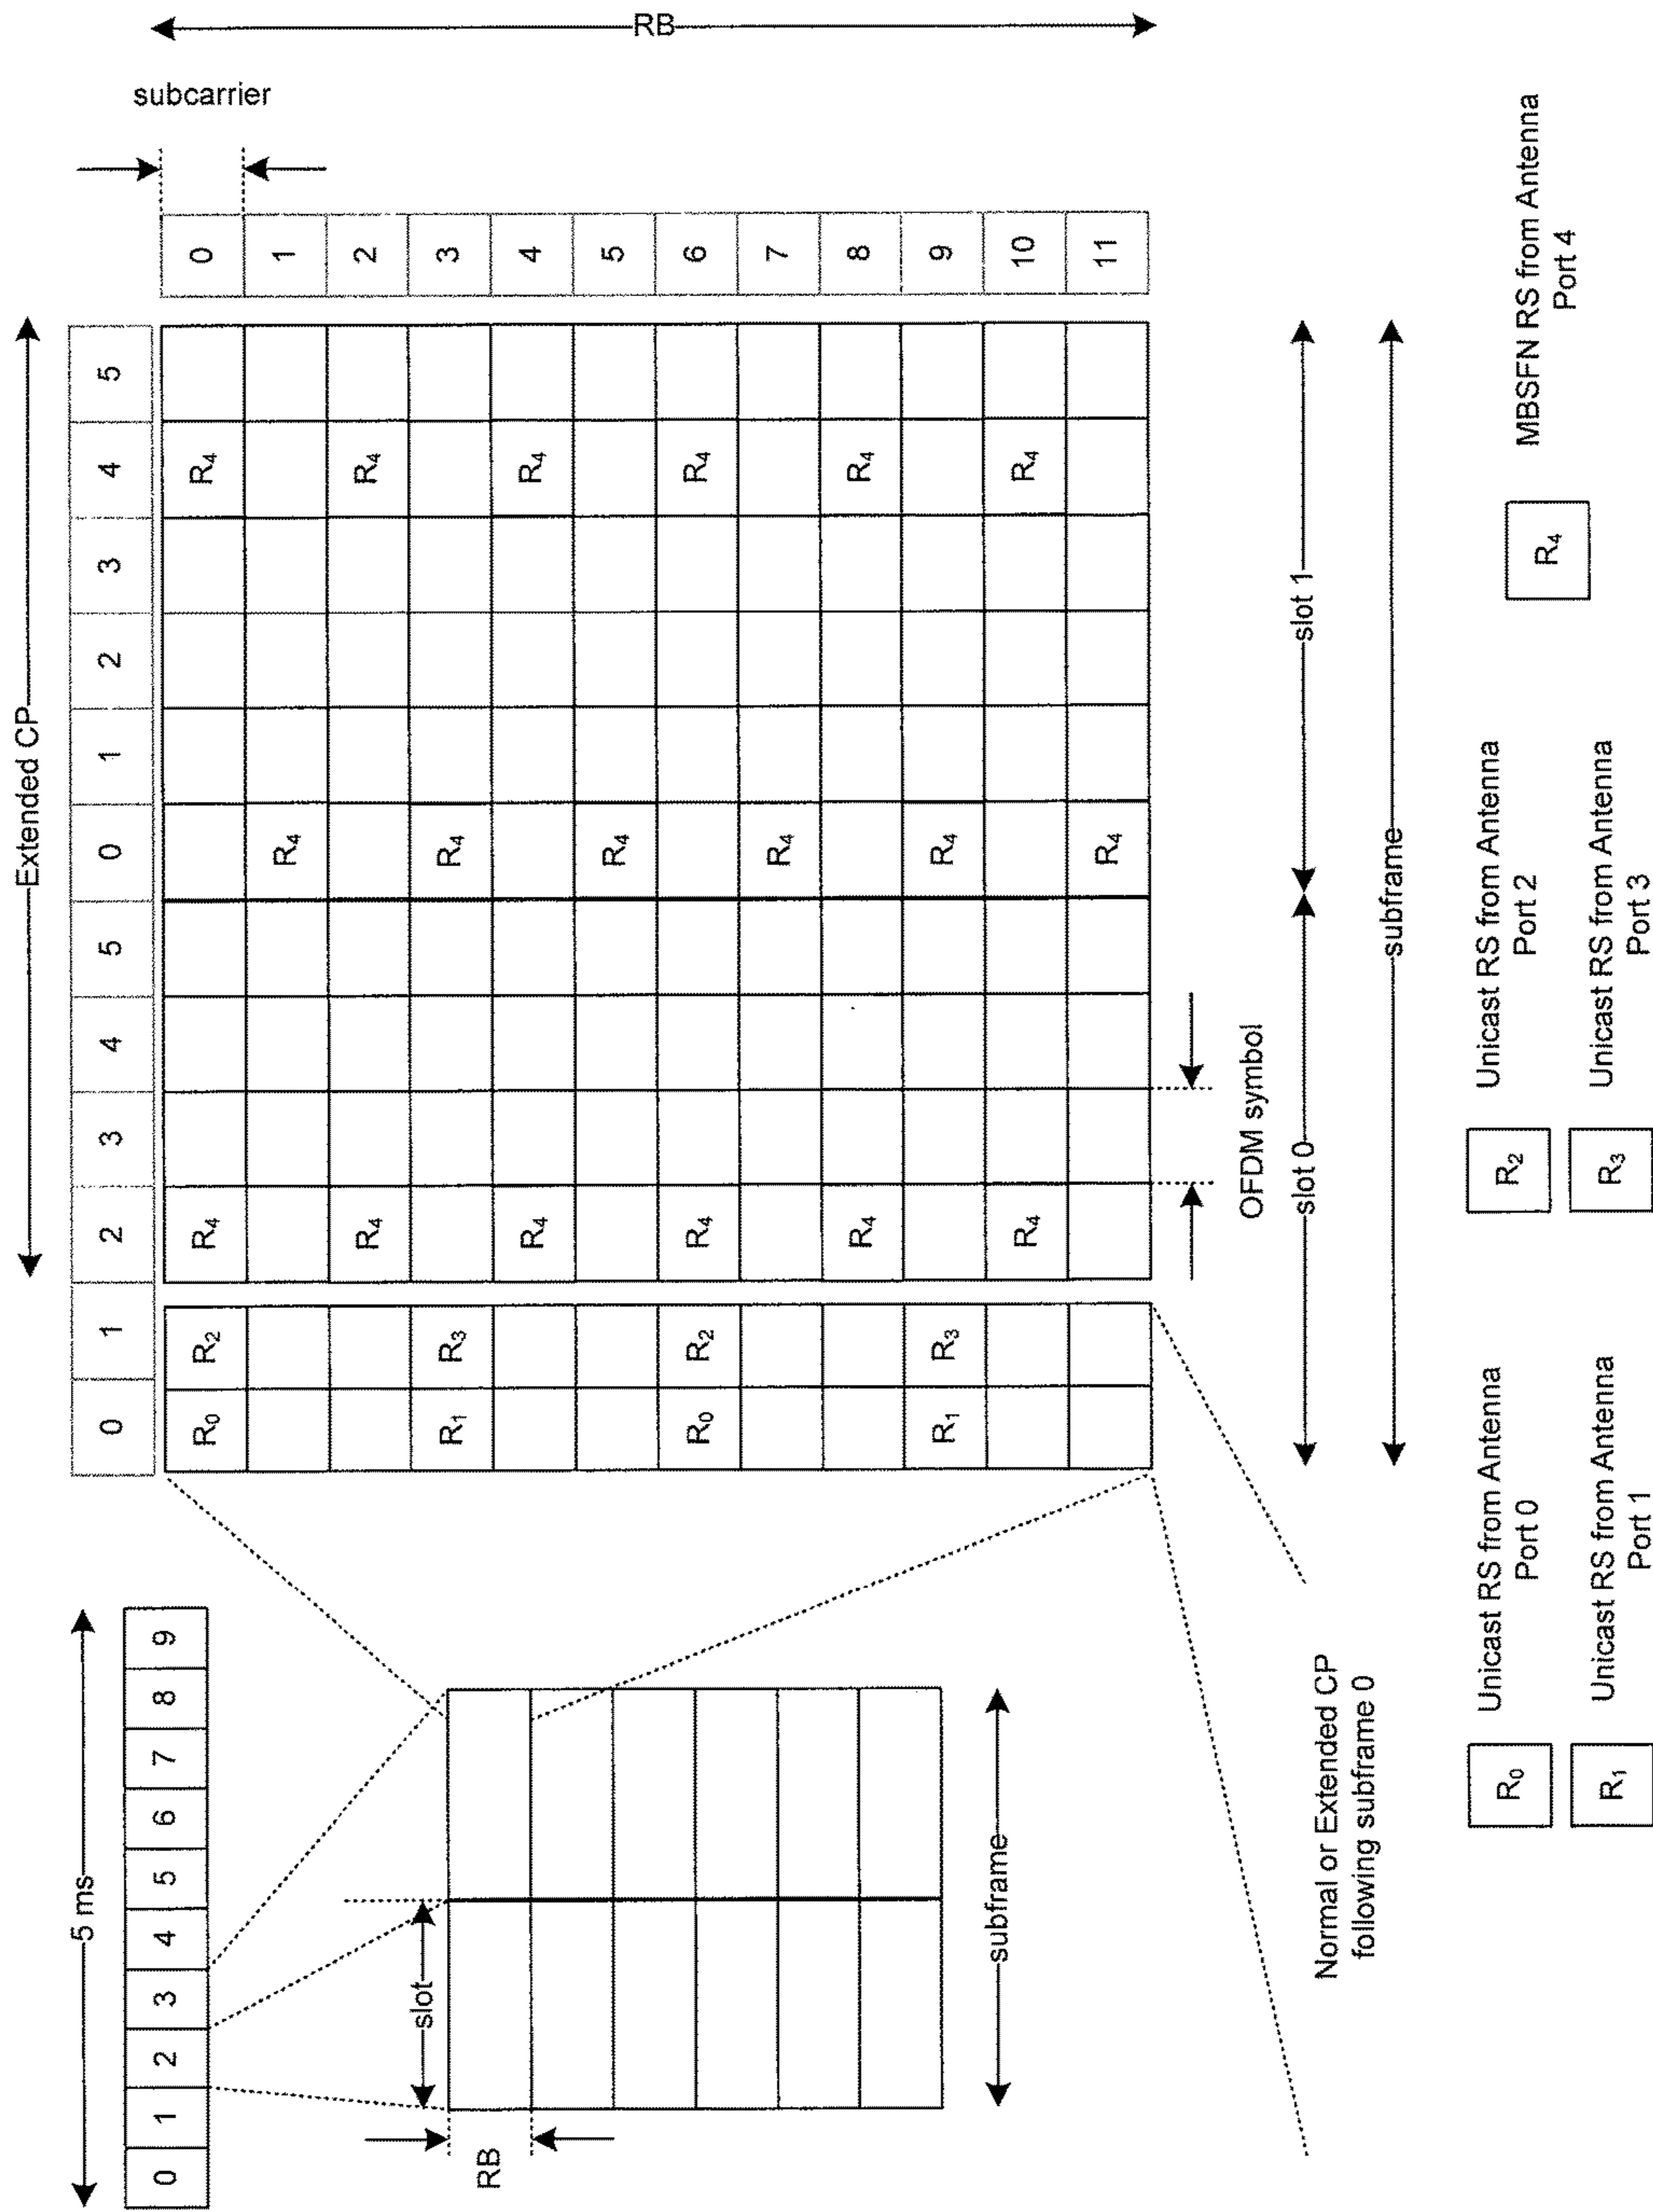 5 ms
0 1 2 3 4 5 6 7 8 9
slot
RB
subframe
Extended CP
0 1 2 3 4 5 0 1 2 3 4 5
subcarrier
RB
R0 R2 R4 R4 0
R4 1
R4 R4 2
R1 R3 R4 3
R4 R4 4
R4 5
R0 R2 R4 R4 6
R4 7
R4 R4 8
R1 R3 R4 9
R4 R4 10
R4 11
OFDM symbol
slot 0 slot 1
subframe
Normal or Extended CP
following subframe 0
R0 Unicast RS from Antenna
Port 0
R1 Unicast RS from Antenna
Port 1
R2 Unicast RS from Antenna
Port 2
R3 Unicast RS from Antenna
Port 3
R4 MBSFN RS from Antenna
Port 4